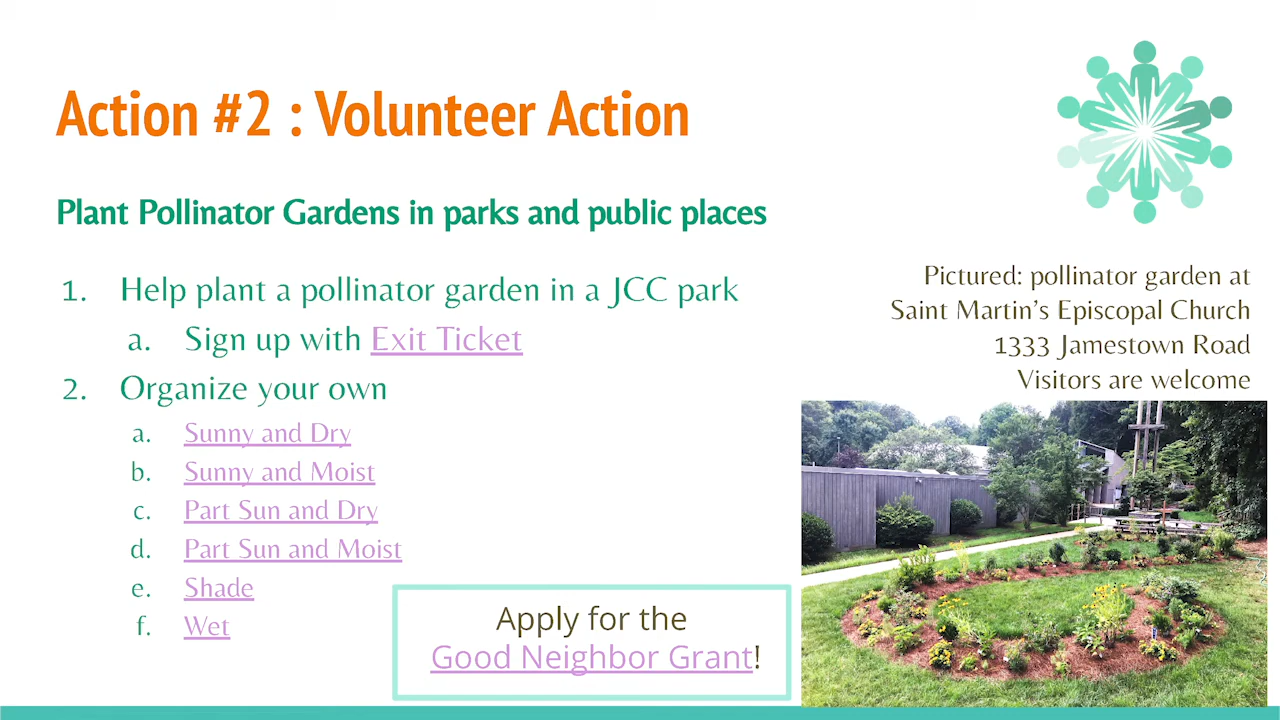 Action #2 : Volunteer Action
Plant Pollinator Gardens in parks and public places
1. Help plant a pollinator garden in a JCC park
a. Sign up with Exit Ticket
2. Organize your own
a. Sunny and Dry
b. Sunny and Moist
c. Part Sun and Dry
d. Part Sun and Moist
e. Shade
f. Wet
Apply for the
Good Neighbor Grant!
Pictured: pollinator garden at
Saint Martin’s Episcopal Church
1333 Jamestown Road
Visitors are welcome